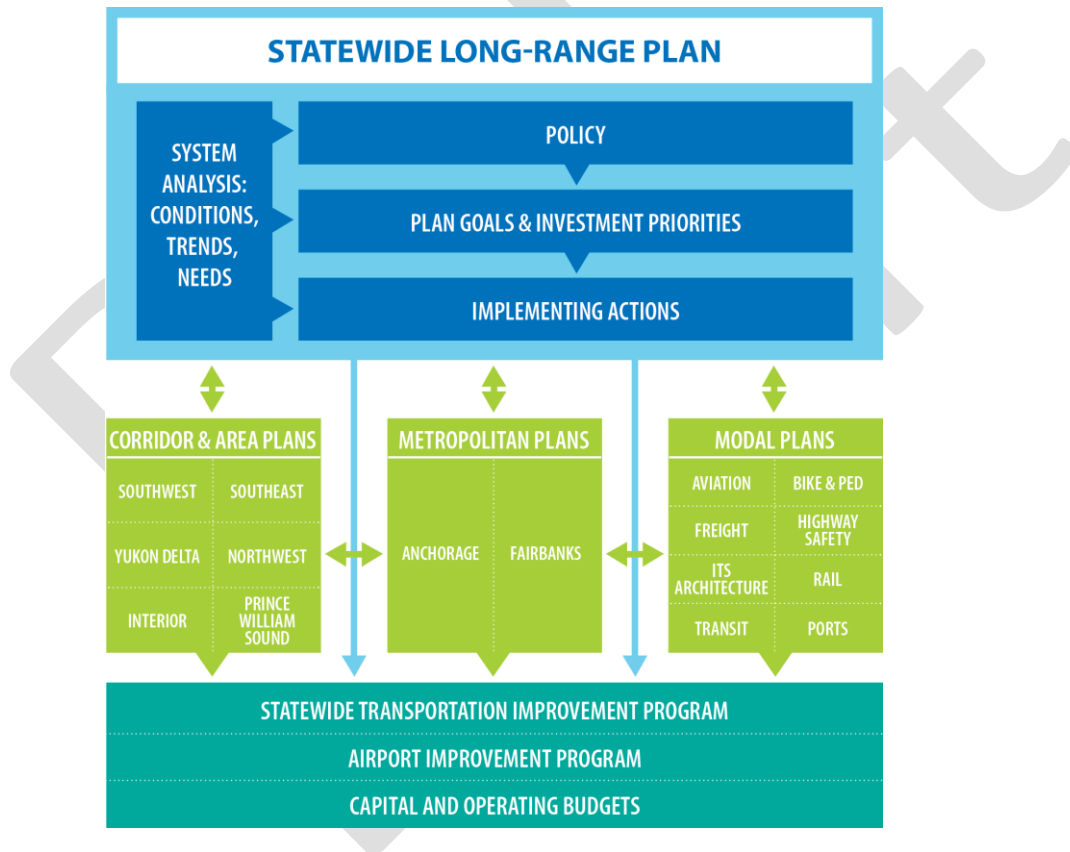 STATEWIDE LONG-RANGE PLAN
SYSTEM
ANALYSIS:
CONDITIONS,
TRENDS,
NEEDS
POLICY
PLAN GOALS & INVESTMENT PRIORITIES
IMPLEMENTING ACTIONS
CORRIDOR & AREA PLANS
SOUTHWEST
SOUTHEAST
YUKON DELTA
NORTHWEST
INTERIOR
PRINCE
WILLIAM
SOUND
METROPOLITAN PLANS
ANCHORAGE
FAIRBANKS
MODAL PLANS
AVIATION
BIKE & PED
FREIGHT
HIGHWAY
SAFETY
ITS
ARCHITECTURE
RAIL
TRANSIT
PORTS
STATEWIDE TRANSPORTATION IMPROVEMENT PROGRAM
AIRPORT IMPROVEMENT PROGRAM
CAPITAL AND OPERATING BUDGETS